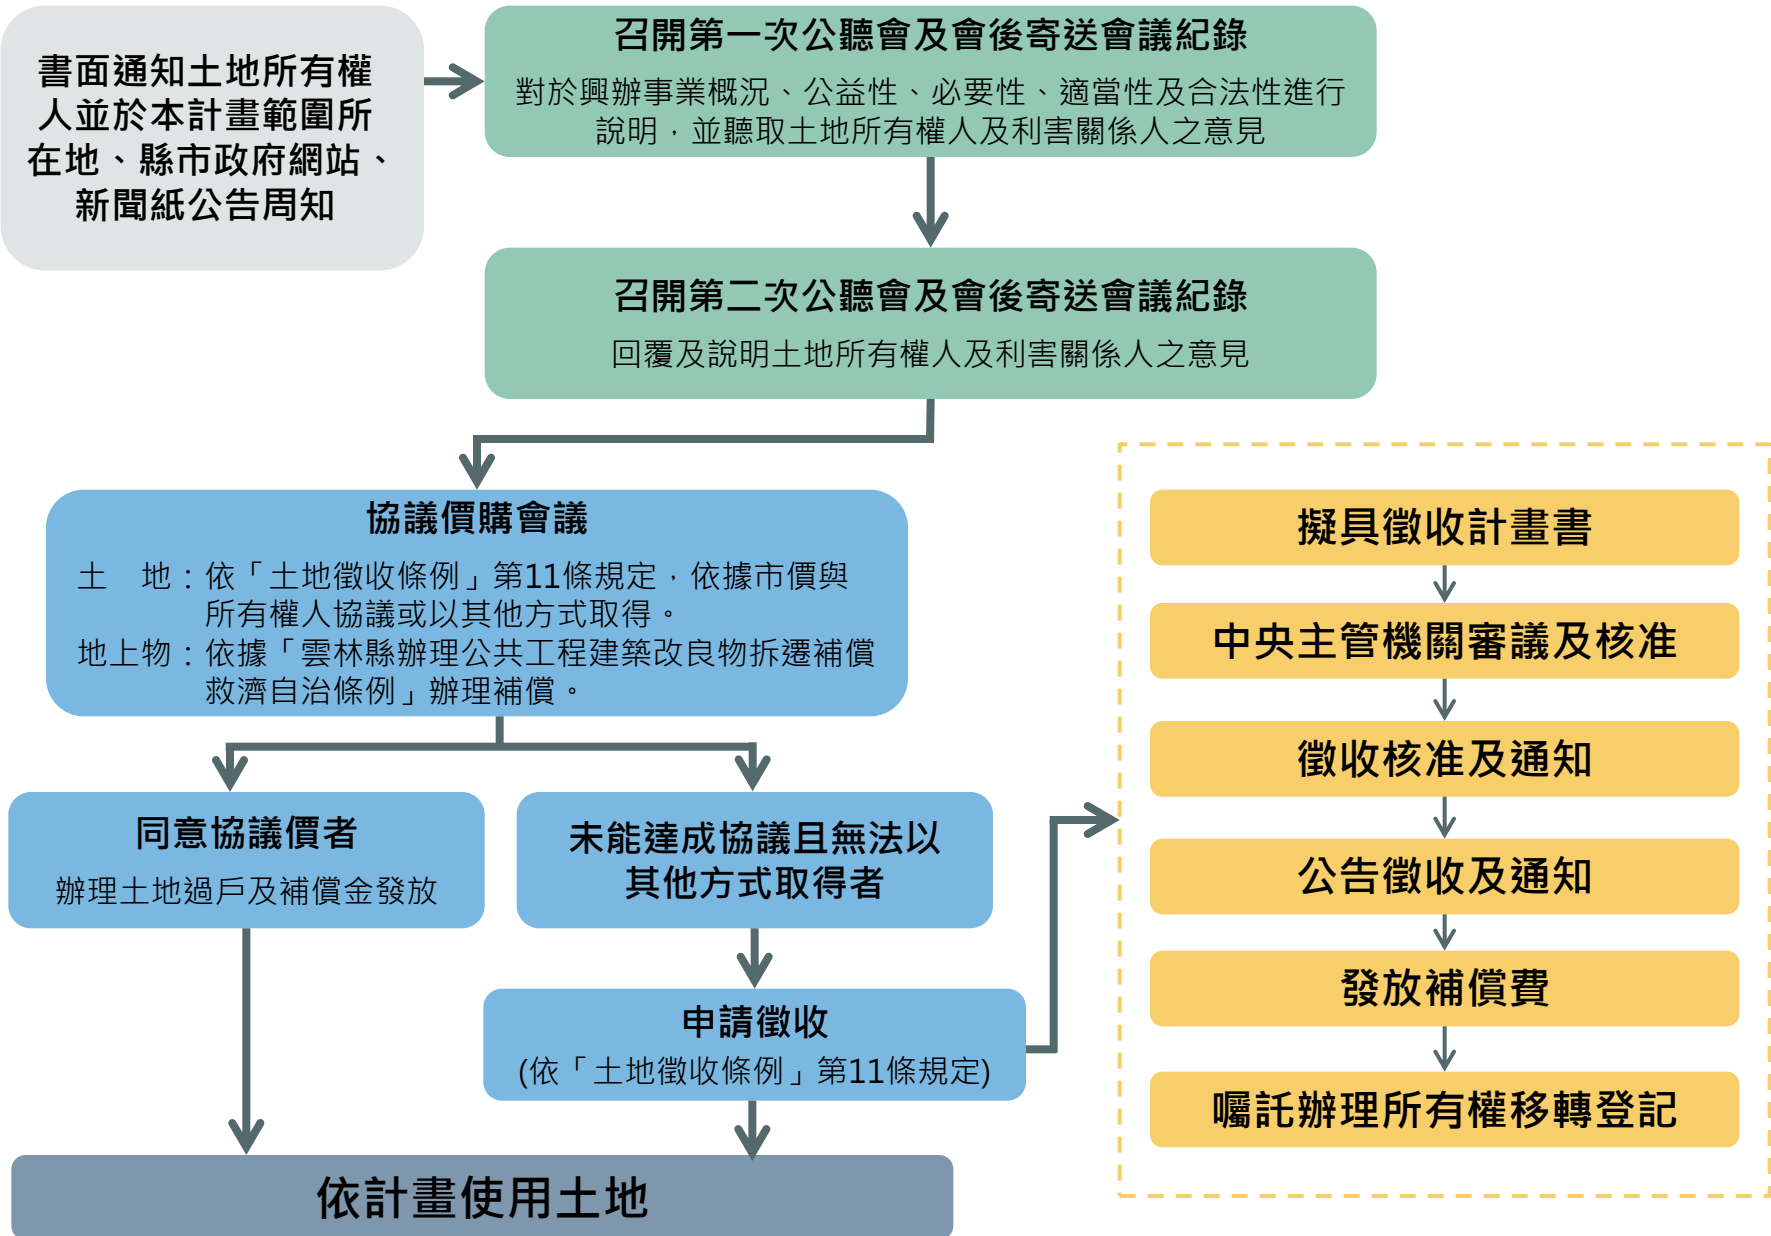 書面通知土地所有權
人並於本計畫範圍所
在地、縣市政府網站、
新聞紙公告周知
召開第一次公聽會及會後寄送會議紀錄
對於興辦事業概況、公益性、必要性、適當性及合法性進行
說明，並聽取土地所有權人及利害關係人之意見
召開第二次公聽會及會後寄送會議紀錄
回覆及說明土地所有權人及利害關係人之意見
協議價購會議
土　地：依「土地徵收條例」第11條規定，依據市價與
所有權人協議或以其他方式取得。
地上物：依據「雲林縣辦理公共工程建築改良物拆遷補償
救濟自治條例」辦理補償。
同意協議價者
辦理土地過戶及補償金發放
未能達成協議且無法以
其他方式取得者
申請徵收
(依「土地徵收條例」第11條規定)
依計畫使用土地
擬具徵收計畫書
中央主管機關審議及核准
徵收核准及通知
公告徵收及通知
發放補償費
囑託辦理所有權移轉登記